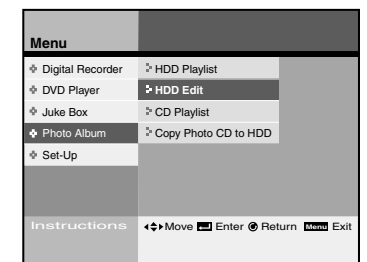 Menu
Digital Recorder
HDD Playlist
DVD Player
HDD Edit
Juke Box
CD Playlist
Photo Album
Copy Photo CD to HDD
Set-Up
Instructions
Move Enter Return Menu Exit